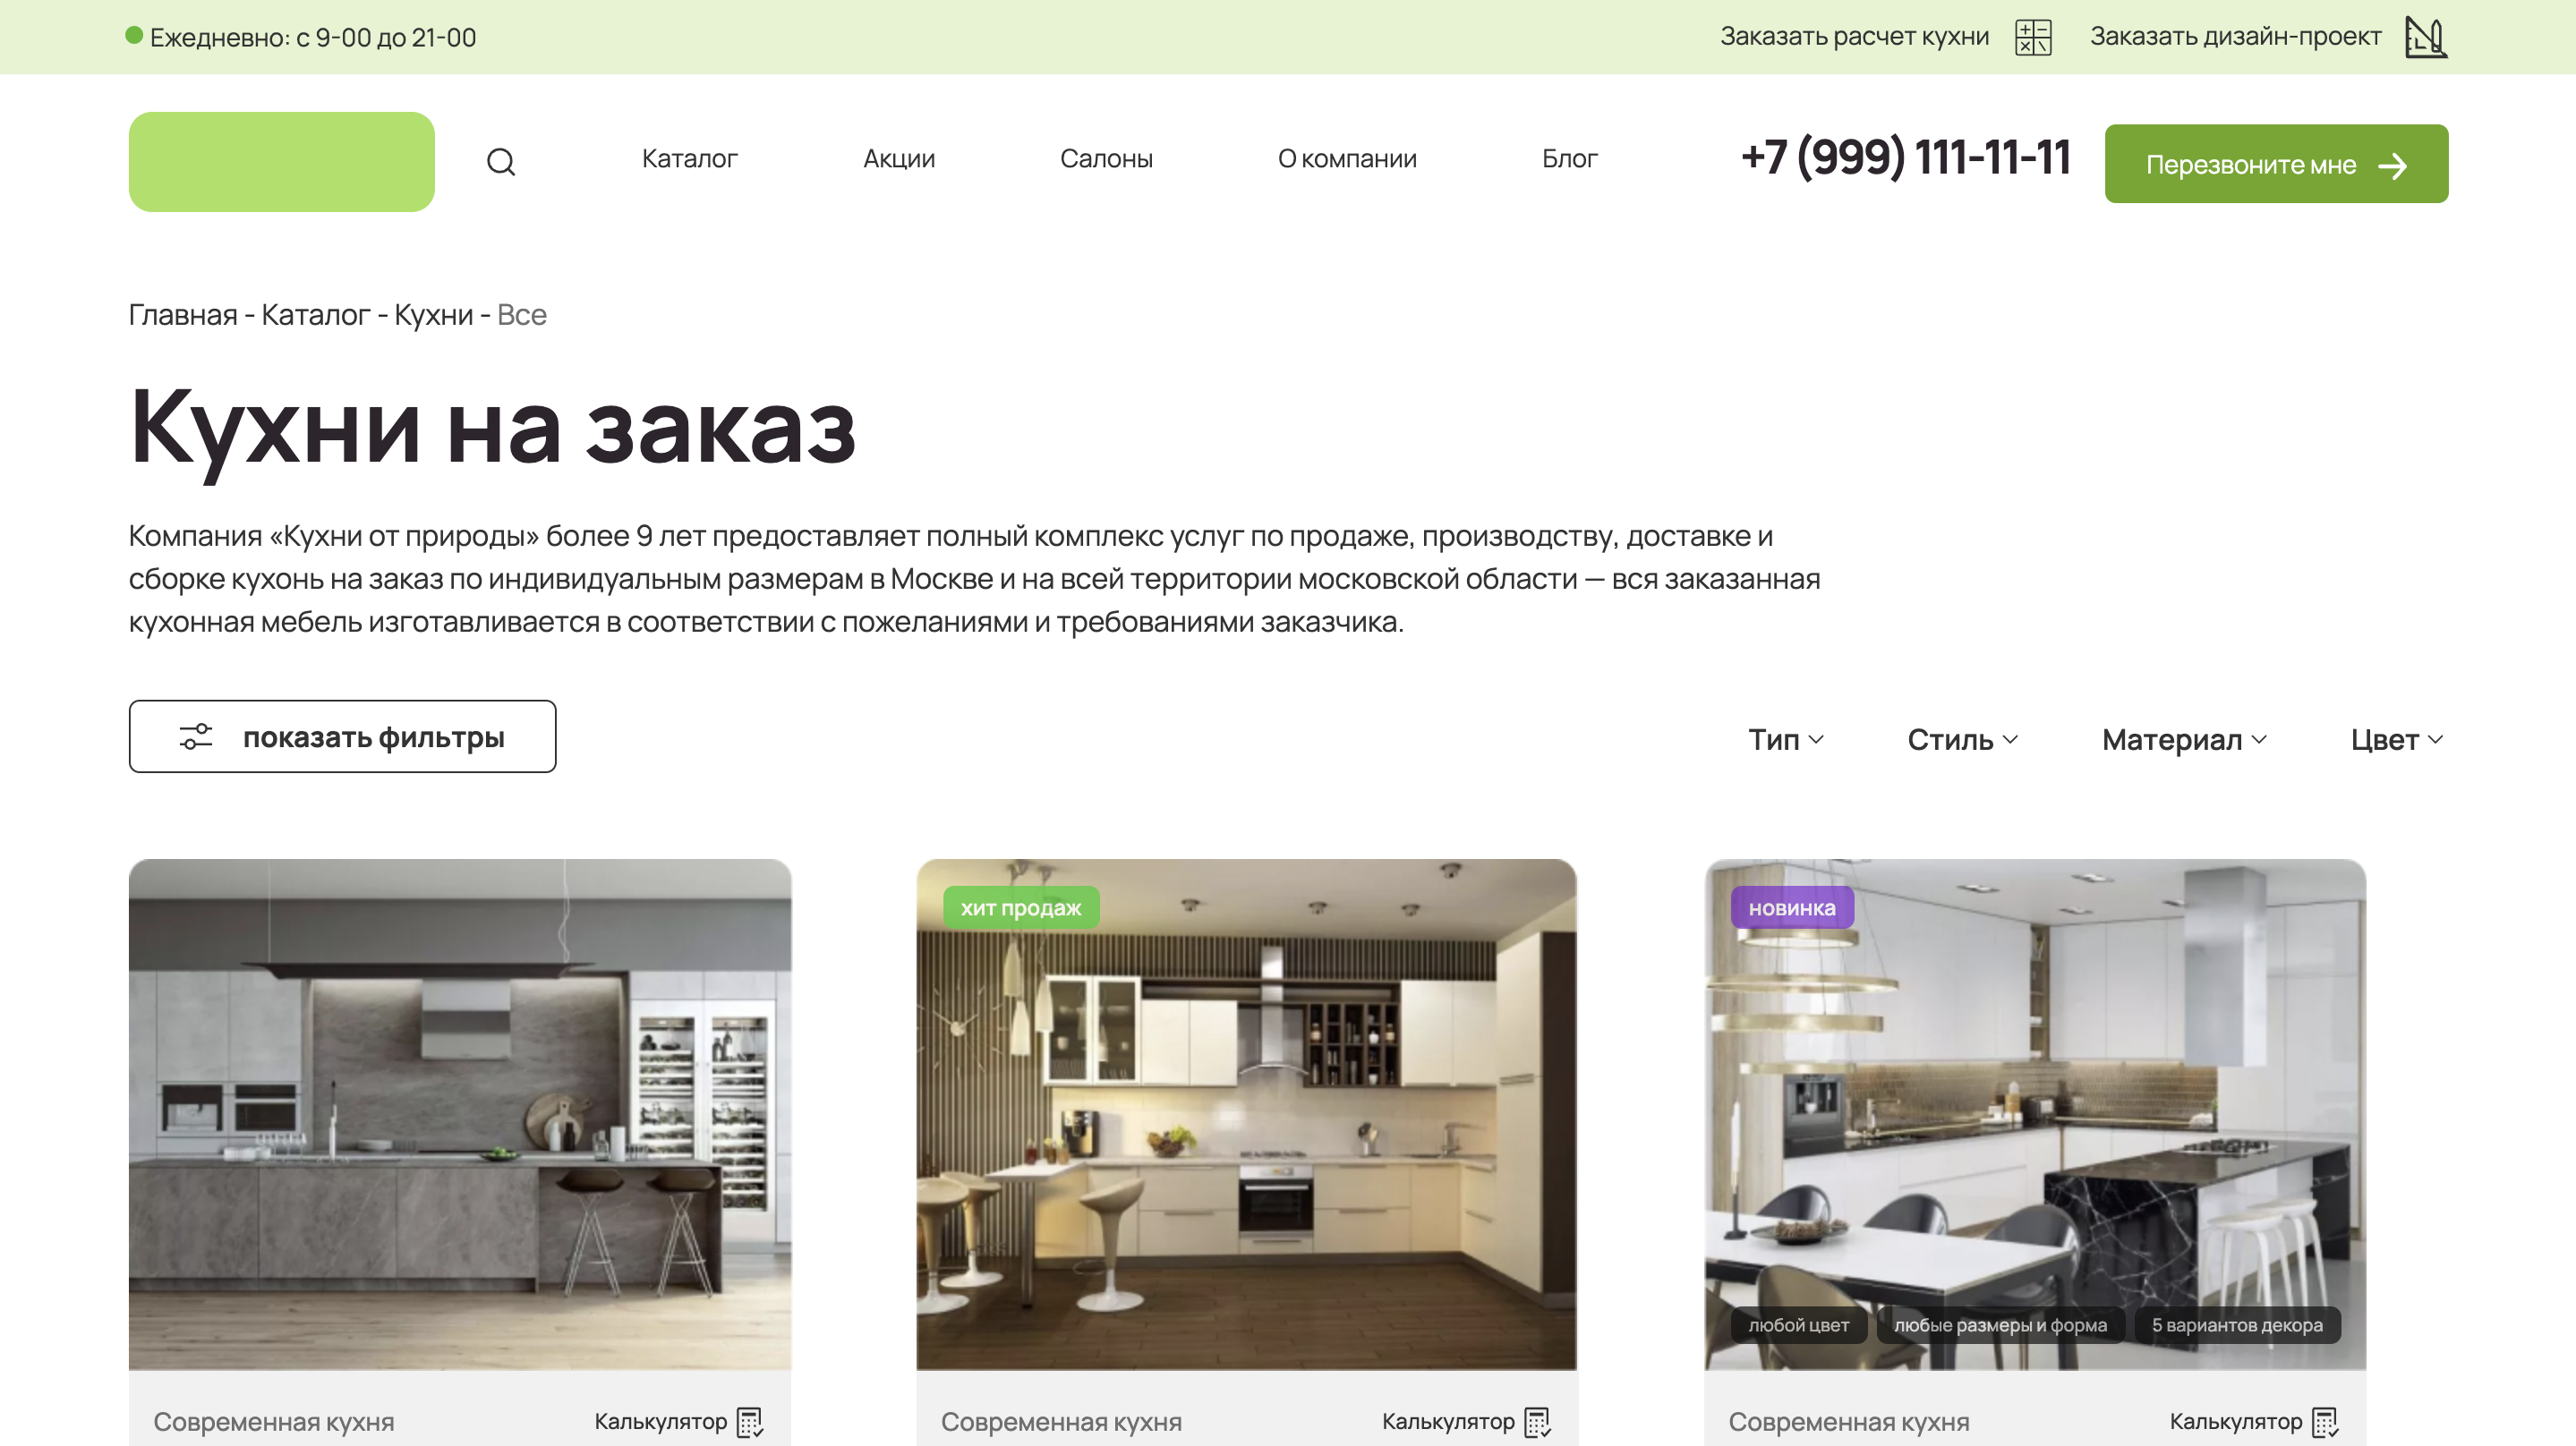 Ежедневно: с 9-00 до 21-00
Заказать расчет кухни
Заказать дизайн-проект
Каталог
Акции
Салоны
О компании
Блог
+7 (999) 111-11-11
Перезвоните мне
Главная - Каталог - Кухни - Все
Кухни на заказ
Компания «Кухни от природы» более 9 лет предоставляет полный комплекс услуг по продаже, производству, доставке и
сборке кухонь на заказ по индивидуальным размерам в Москве и на всей территории московской области — вся заказанная
кухонная мебель изготавливается в соответствии с пожеланиями и требованиями заказчика.
показать фильтры
Тип
Стиль
Материал
Цвет
хит продаж
новинка
любой цвет
любые размеры и форма
5 вариантов декора
Современная кухня
Калькулятор
Современная кухня
Калькулятор
Современная кухня
Калькулятор